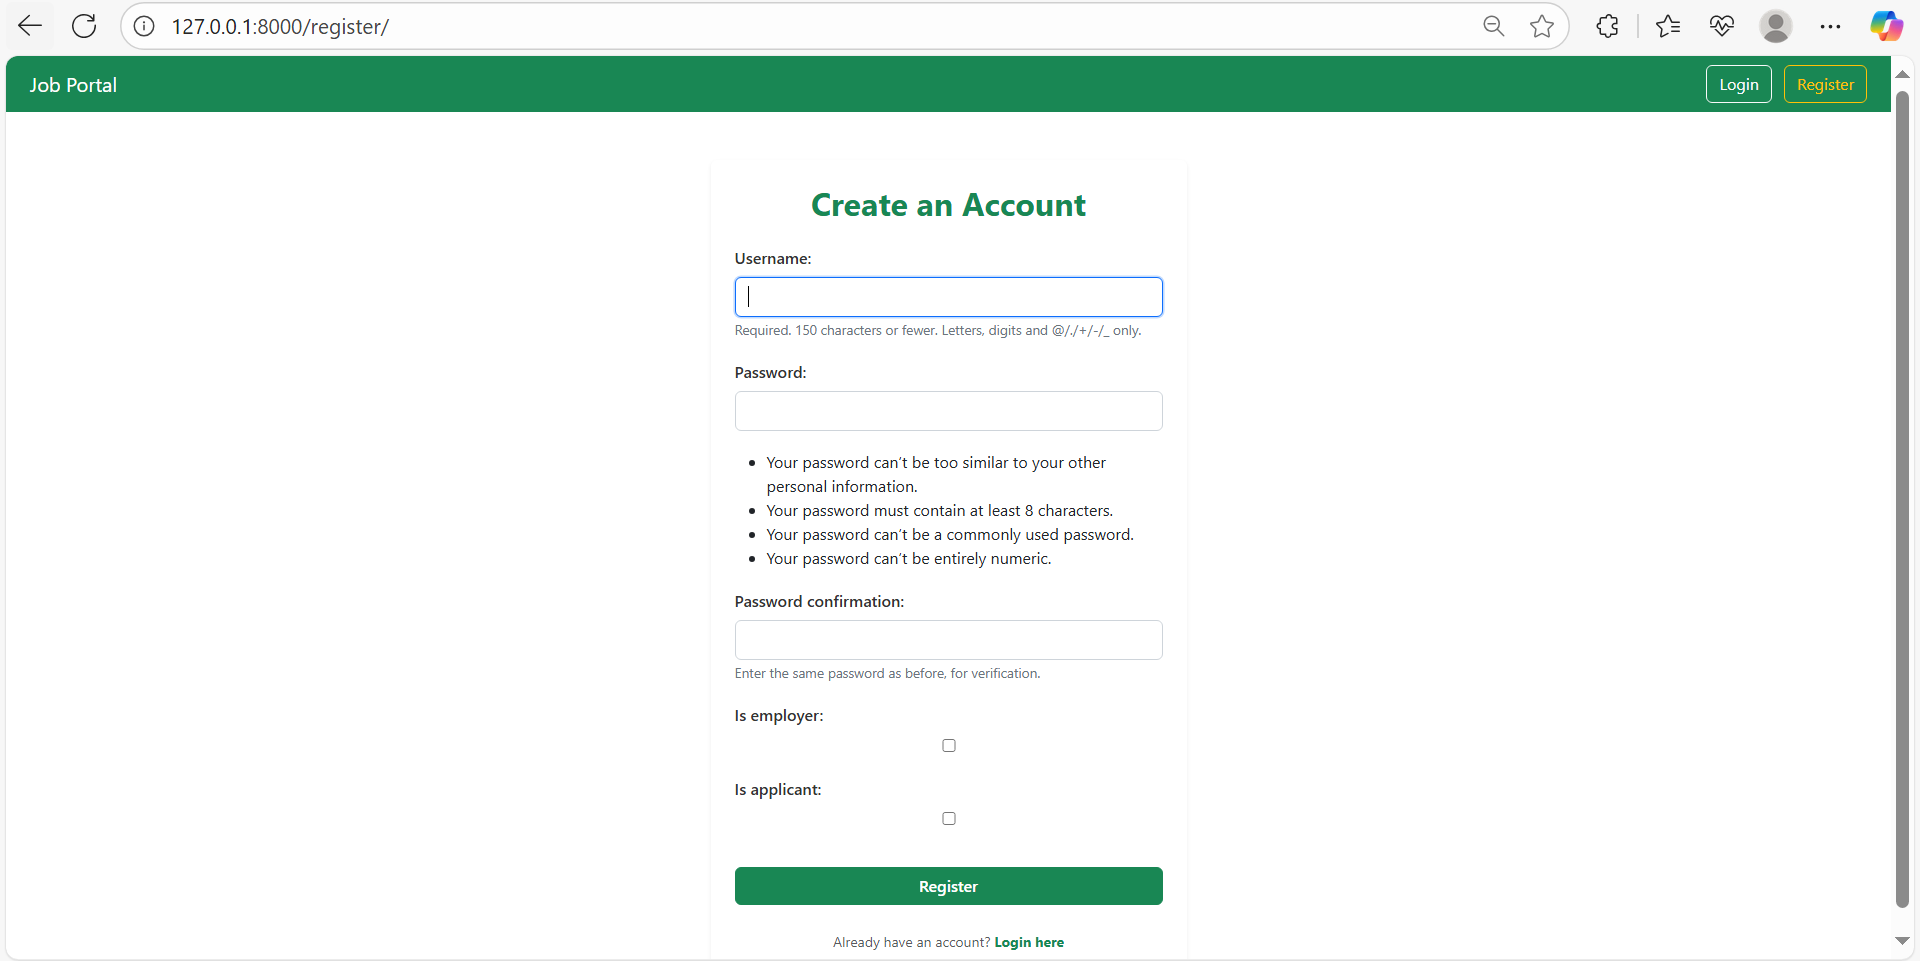 127.0.0.1:8000/register/
Job Portal
Login
Register
Create an Account
Username:
Required. 150 characters or fewer. Letters, digits and @/./+/-/_ only.
Password:
Your password can’t be too similar to your other
personal information.
Your password must contain at least 8 characters.
Your password can’t be a commonly used password.
Your password can’t be entirely numeric.
Password confirmation:
Enter the same password as before, for verification.
Is employer:
Is applicant:
Register
Already have an account? Login here